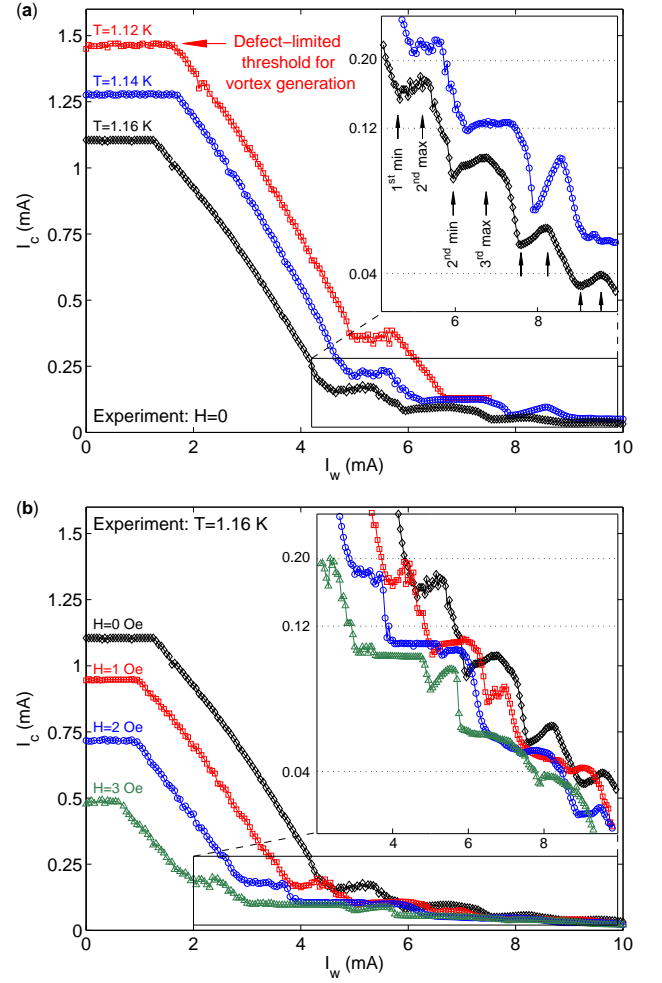 (a)
1.5
1.25
1
0.75
0.5
0.25
0
I_c (mA)
T=1.12 K
T=1.14 K
T=1.16 K
Defect–limited
threshold for
vortex generation
Experiment: H=0
0 2 4 6 8 10
I_w (mA)
0.20
0.12
0.04
1st min
2nd max
2nd min
3rd max
6 8
(b)
1.5
1.25
1
0.75
0.5
0.25
0
I_c (mA)
Experiment: T=1.16 K
H=0 Oe
H=1 Oe
H=2 Oe
H=3 Oe
0 2 4 6 8 10
I_w (mA)
0.20
0.12
0.04
4 6 8